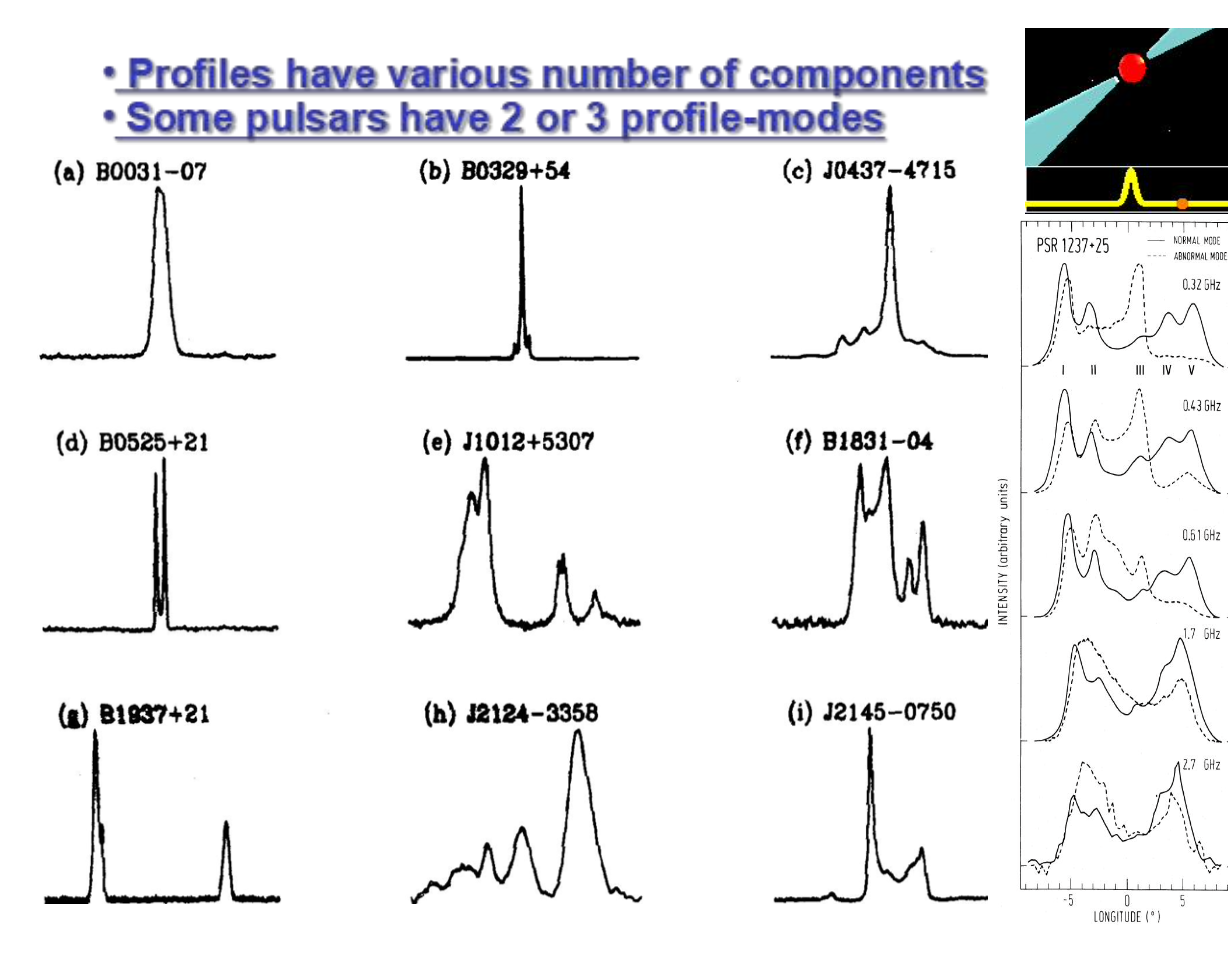 • Profiles have various number of components
• Some pulsars have 2 or 3 profile-modes
(a) B0031-07
(b) B0329+54
(c) J0437-4715
(d) B0525+21
(e) J1012+5307
(f) B1831-04
(g) B1937+21
(h) J2124-3358
(i) J2145-0750
PSR 1237+25
NORMAL MODE
ABNORMAL MODE
0.32 GHz
I II III IV V
0.43 GHz
0.61 GHz
1.7 GHz
2.7 GHz
INTENSITY (arbitrary units)
-5 0 5
LONGITUDE (°)